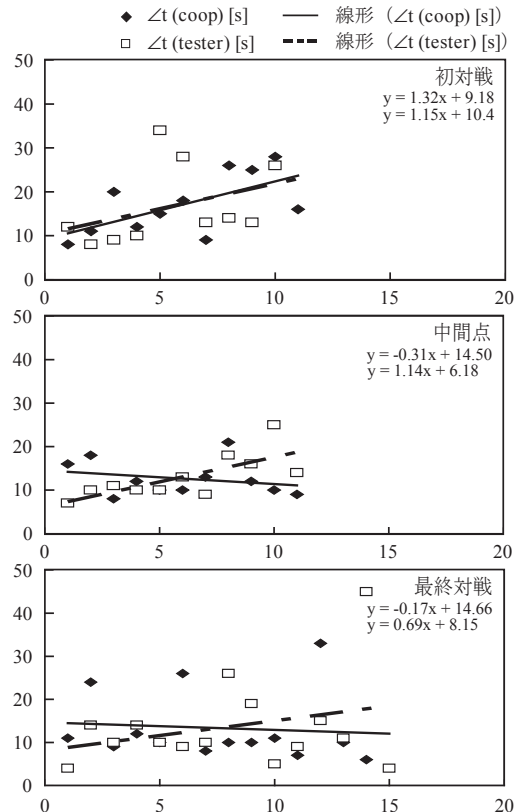 ◆ ∠t (coop) [s] — 線形（∠t (coop) [s]）
□ ∠t (tester) [s] --- 線形（∠t (tester) [s]）
50
40
30
20
10
0
初対戦
y = 1.32x + 9.18
y = 1.15x + 10.4
0 5 10 15 20
50
40
30
20
10
0
中間点
y = -0.31x + 14.50
y = 1.14x + 6.18
0 5 10 15 20
50
40
30
20
10
0
最終対戦
y = -0.17x + 14.66
y = 0.69x + 8.15
0 5 10 15 20